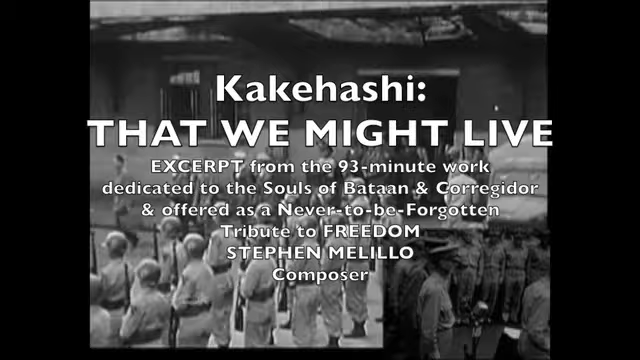 Kakehashi:
THAT WE MIGHT LIVE
EXCERPT from the 93-minute work
dedicated to the Souls of Bataan & Corregidor
& offered as a Never-to-be-Forgotten
Tribute to FREEDOM
STEPHEN MELILLO
Composer